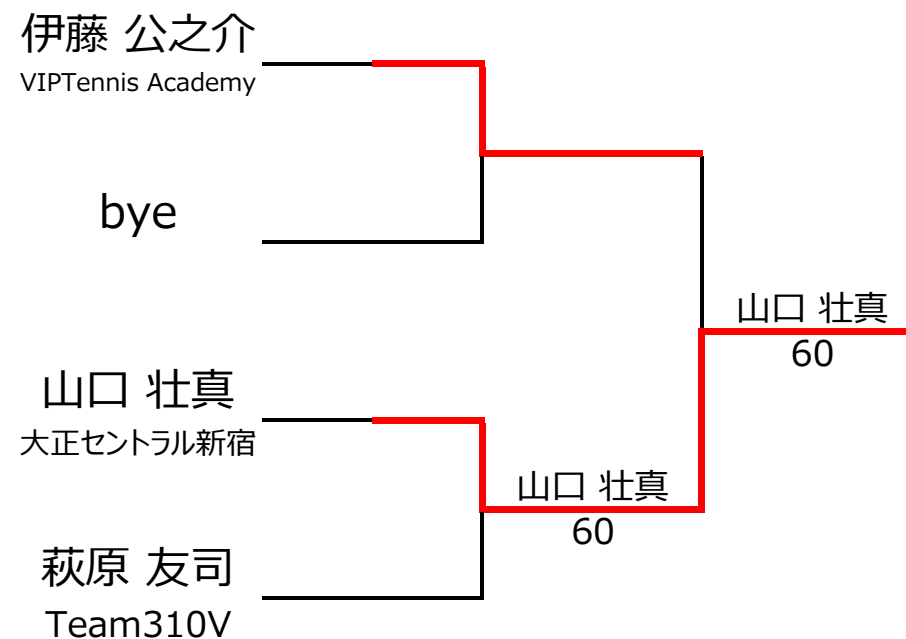 伊藤 公之介
VIPTennis Academy
bye
山口 壮真
60
山口 壮真
大正セントラル新宿
山口 壮真
60
萩原 友司
Team310V